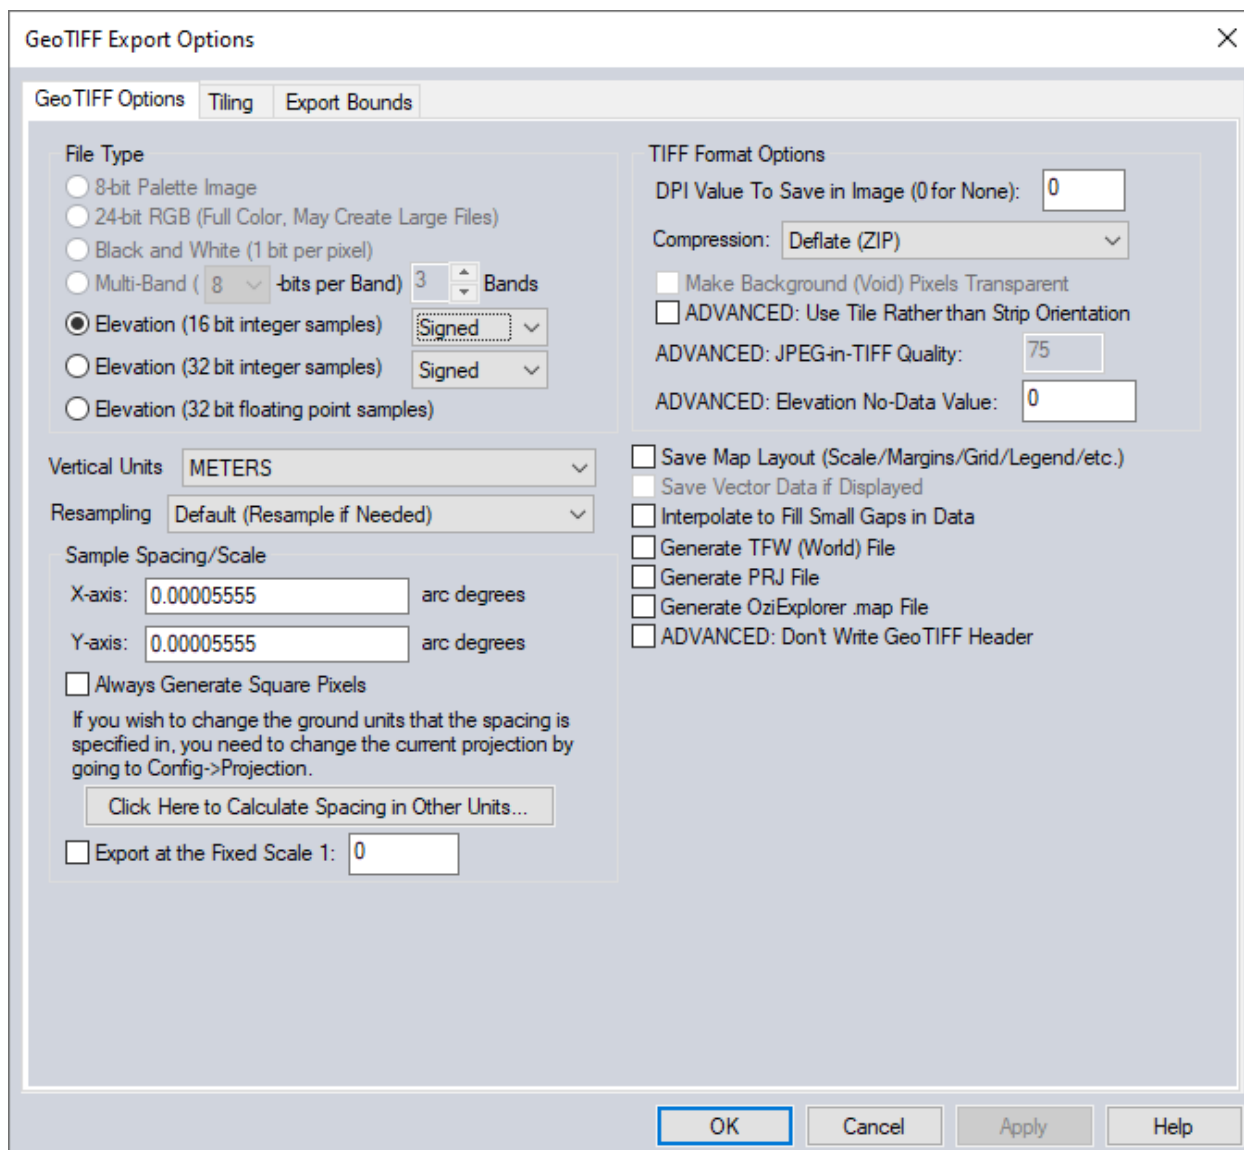 GeoTIFF Export Options
GeoTIFF Options
Tiling
Export Bounds
File Type
8-bit Palette Image
24-bit RGB (Full Color, May Create Large Files)
Black and White (1 bit per pixel)
Multi-Band ( 8 -bits per Band) 3 Bands
Elevation (16 bit integer samples) Signed
Elevation (32 bit integer samples) Signed
Elevation (32 bit floating point samples)
Vertical Units METERS
Resampling Default (Resample if Needed)
Sample Spacing/Scale
X-axis: 0.00005555 arc degrees
Y-axis: 0.00005555 arc degrees
Always Generate Square Pixels
If you wish to change the ground units that the spacing is
specified in, you need to change the current projection by
going to Config->Projection.
Click Here to Calculate Spacing in Other Units...
Export at the Fixed Scale 1: 0
TIFF Format Options
DPI Value To Save in Image (0 for None): 0
Compression: Deflate (ZIP)
Make Background (Void) Pixels Transparent
ADVANCED: Use Tile Rather than Strip Orientation
ADVANCED: JPEG-in-TIFF Quality: 75
ADVANCED: Elevation No-Data Value: 0
Save Map Layout (Scale/Margins/Grid/Legend/etc.)
Save Vector Data if Displayed
Interpolate to Fill Small Gaps in Data
Generate TFW (World) File
Generate PRJ File
Generate OziExplorer .map File
ADVANCED: Don't Write GeoTIFF Header
OK
Cancel
Apply
Help